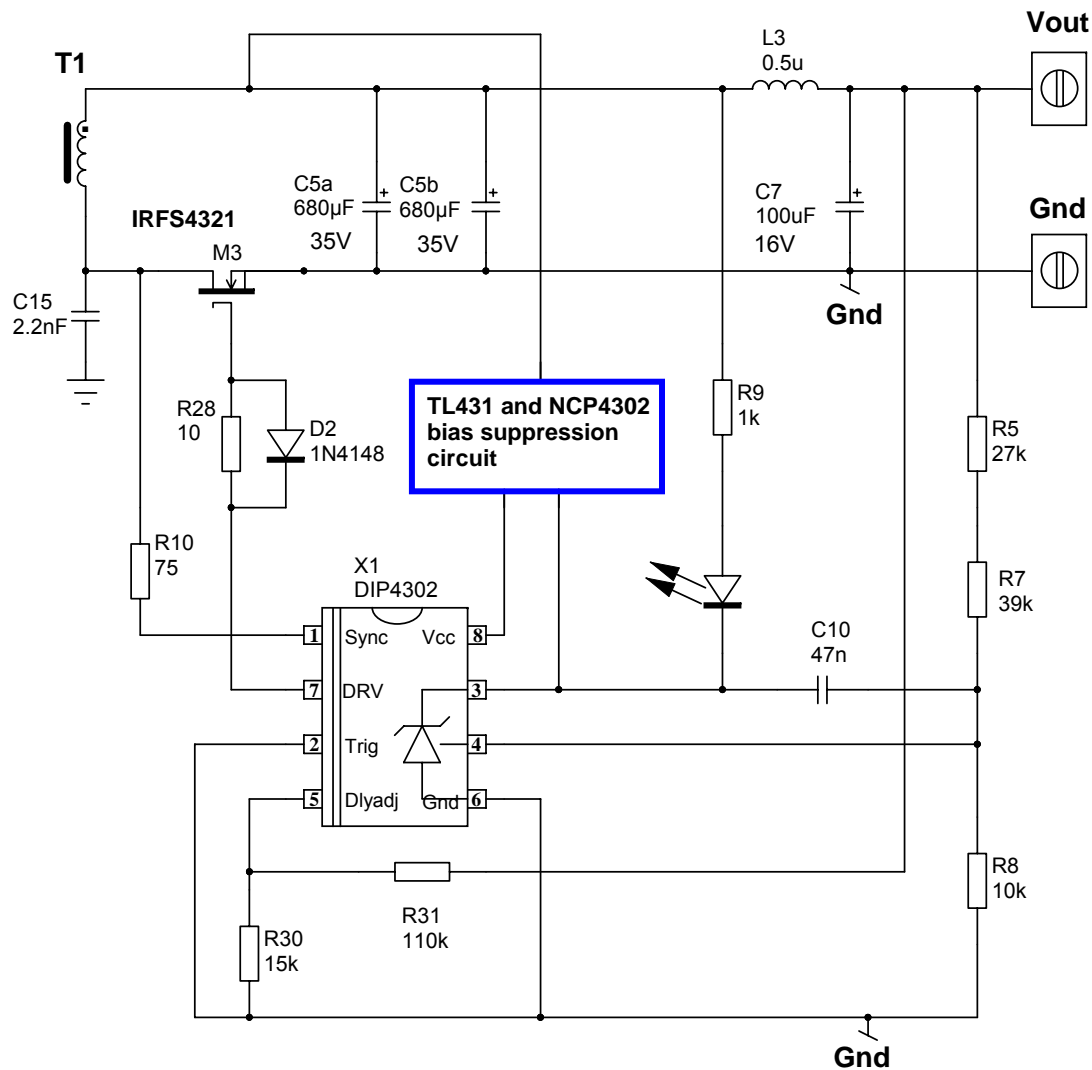 Vout
T1
L3
0.5u
C5a
680µF
35V
C5b
680µF
35V
C7
100uF
16V
IRFS4321
M3
Gnd
C15
2.2nF
Gnd
TL431 and NCP4302
bias suppression
circuit
R9
1k
R28
10
D2
1N4148
R5
27k
R10
75
X1
DIP4302
R7
39k
C10
47n
1 Sync Vcc 8
7 DRV 3
2 Trig 4
5 Dlyadj Gnd 6
R31
110k
R8
10k
R30
15k
Gnd